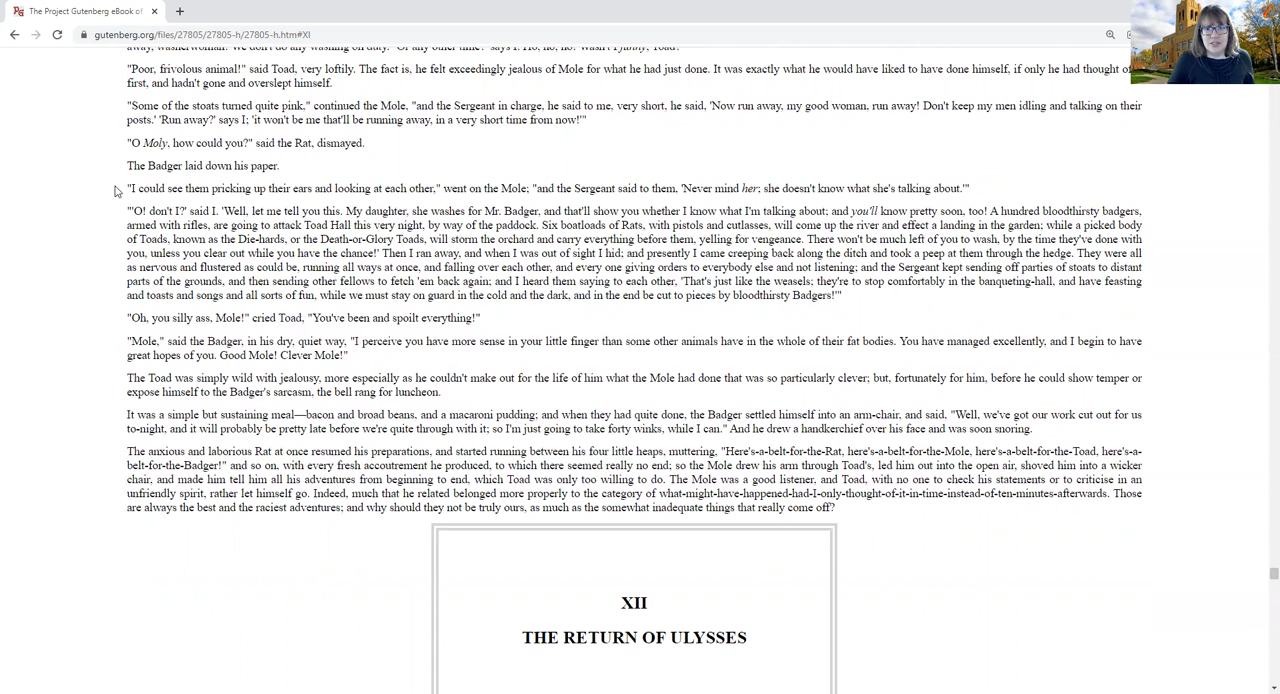 The Project Gutenberg eBook of
gutenberg.org/files/27805-h/27805-h.htm#XI
away, washerwoman! We don't do any washing on duty.' 'Or any other time?' says I. Ho, ho, ho! Wasn't I funny, Toad?"
"Poor, frivolous animal!" said Toad, very loftily. The fact is, he felt exceedingly jealous of Mole for what he had just done. It was exactly what he would have liked to have done himself, if only he had thought of
first, and hadn't gone and overslept himself.
"Some of the stoats turned quite pink," continued the Mole, "and the Sergeant in charge, he said to me, very short, he said, 'Now run away, my good woman, run away! Don't keep my men idling and talking on their
posts.' 'Run away?' says I; 'it won't be me that'll be running away, in a very short time from now!'"
"O Moly, how could you?" said the Rat, dismayed.
The Badger laid down his paper.
"I could see them pricking up their ears and looking at each other," went on the Mole; "and the Sergeant said to them, 'Never mind her; she doesn't know what she's talking about.'"
"'O! don't I?' said I. 'Well, let me tell you this. My daughter, she washes for Mr. Badger, and that'll show you whether I know what I'm talking about; and you'll know pretty soon, too! A hundred bloodthirsty badgers,
armed with rifles, are going to attack Toad Hall this very night, by way of the paddock. Six boatloads of Rats, with pistols and cutlasses, will come up the river and effect a landing in the garden; while a picked body
of Toads, known as the Die-hards, or the Death-or-Glory Toads, will storm the orchard and carry everything before them, yelling for vengeance. There won't be much left of you to wash, by the time they've done with
you, unless you clear out while you have the chance!' Then I ran away, and when I was out of sight I hid; and presently I came creeping back along the ditch and took a peep at them through the hedge. They were all
as nervous and flustered as could be, running all ways at once, and falling over each other, and every one giving orders to everybody else and not listening; and the Sergeant kept sending off parties of stoats to distant
parts of the grounds, and then sending other fellows to fetch 'em back again; and I heard them saying to each other, 'That's just like the weasels; they're to stop comfortably in the banqueting-hall, and have feasting
and toasts and songs and all sorts of fun, while we must stay on guard in the cold and the dark, and in the end be cut to pieces by bloodthirsty Badgers!'"
"Oh, you silly ass, Mole!" cried Toad, "You've been and spoilt everything!"
"Mole," said the Badger, in his dry, quiet way, "I perceive you have more sense in your little finger than some other animals have in the whole of their fat bodies. You have managed excellently, and I begin to have
great hopes of you. Good Mole! Clever Mole!"
The Toad was simply wild with jealousy, more especially as he couldn't make out for the life of him what the Mole had done that was so particularly clever; but, fortunately for him, before he could show temper or
expose himself to the Badger's sarcasm, the bell rang for luncheon.
It was a simple but sustaining meal—bacon and broad beans, and a macaroni pudding; and when they had quite done, the Badger settled himself into an arm-chair, and said, "Well, we've got our work cut out for us
to-night, and it will probably be pretty late before we're quite through with it; so I'm just going to take forty winks, while I can." And he drew a handkerchief over his face and was soon snoring.
The anxious and laborious Rat at once resumed his preparations, and started running between his four little heaps, muttering, "Here's-a-belt-for-the-Rat, here's-a-belt-for-the-Mole, here's-a-belt-for-the-Toad, here's-a-
belt-for-the-Badger!" and so on, with every fresh accoutrement he produced, to which there seemed really no end; so the Mole drew his arm through Toad's, led him out into the open air, shoved him into a wicker
chair, and made him tell him all his adventures from beginning to end, which Toad was only too willing to do. The Mole was a good listener, and Toad, with no one to check his statements or to criticise in an
unfriendly spirit, rather let himself go. Indeed, much that he related belonged more properly to the category of what-might-have-happened-had-I-only-thought-of-it-in-time-instead-of-ten-minutes-afterwards. Those
are always the best and the raciest adventures; and why should they not be truly ours, as much as the somewhat inadequate things that really come off?
XII
THE RETURN OF ULYSSES